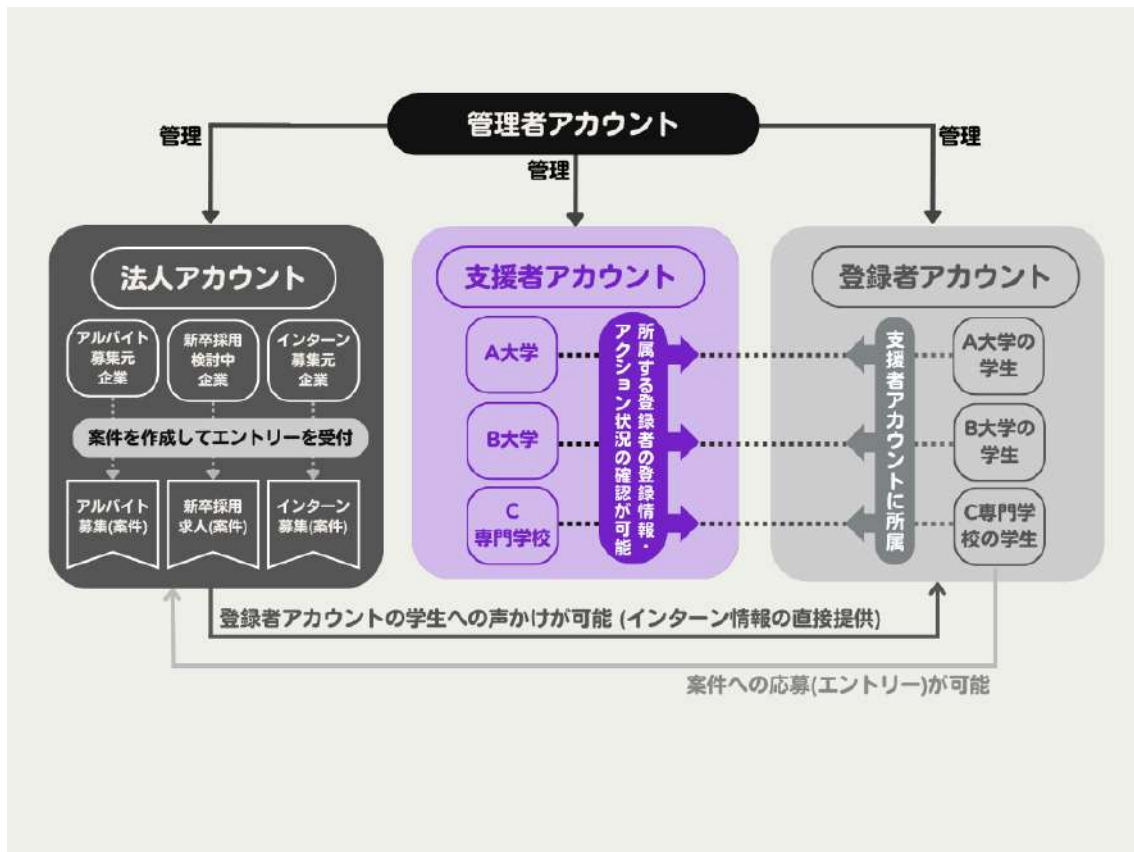 管理者アカウント
管理
管理
管理
法人アカウント
アルバイト
募集元
企業
新卒採用
検討中
企業
インターン
募集元
企業
案件を作成してエントリーを受付
アルバイト
募集(案件)
新卒採用
求人(案件)
インターン
募集(案件)
支援者アカウント
A大学
B大学
C
専門学校
所属する登録者の登録情報・
アクション状況の確認が可能
登録者アカウント
支援者アカウントに所属
A大学の
学生
B大学の
学生
C専門学
校の学生
登録者アカウントの学生への声かけが可能 (インターン情報の直接提供)
案件への応募(エントリー)が可能